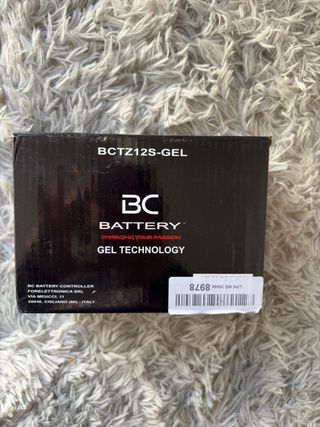 BCTZ12S-GEL
BC
BATTERY
CHARGING YOUR PASSION
GEL TECHNOLOGY
BC BATTERY CONTROLLER
FORELETTRONICA SRL
VIA MEUCCI, 11
20046, CISLIANO (MI) - ITALY
8978